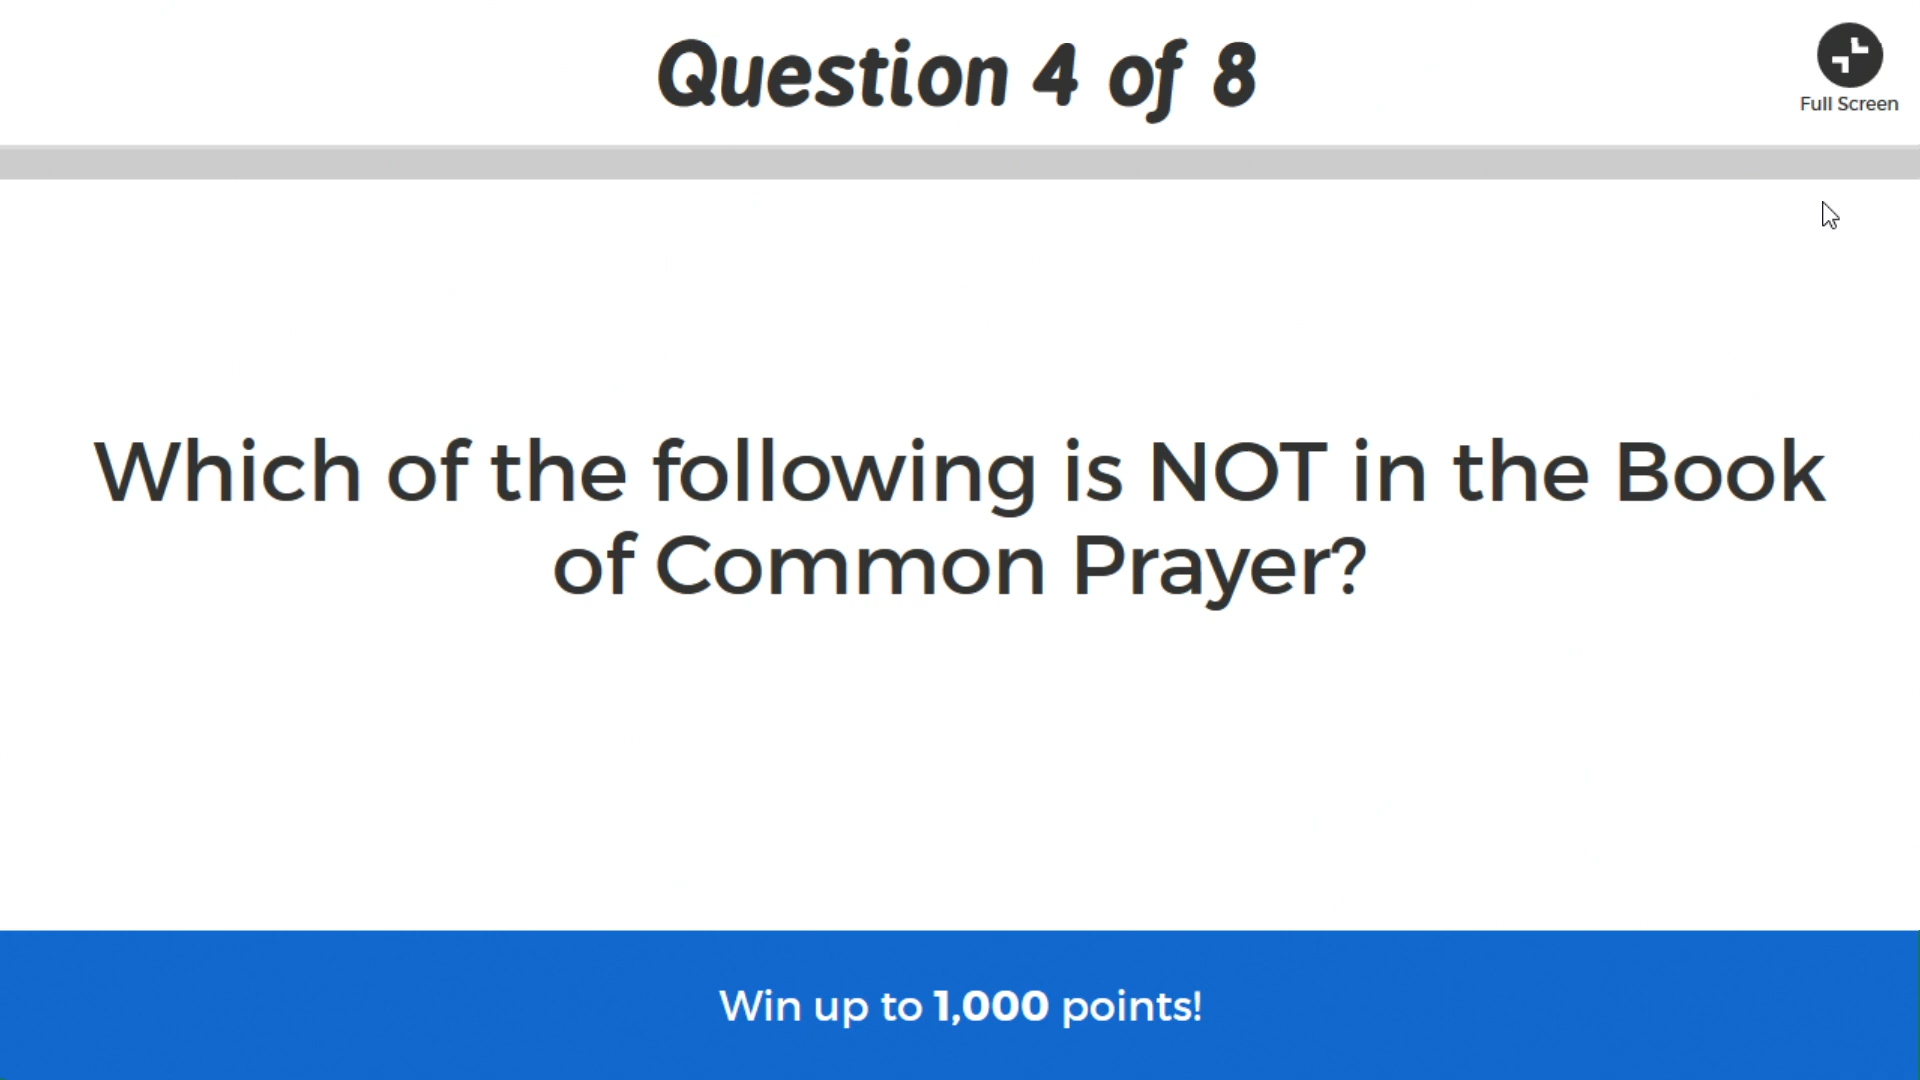 Question 4 of 8
Full Screen
Which of the following is NOT in the Book
of Common Prayer?
Win up to 1,000 points!